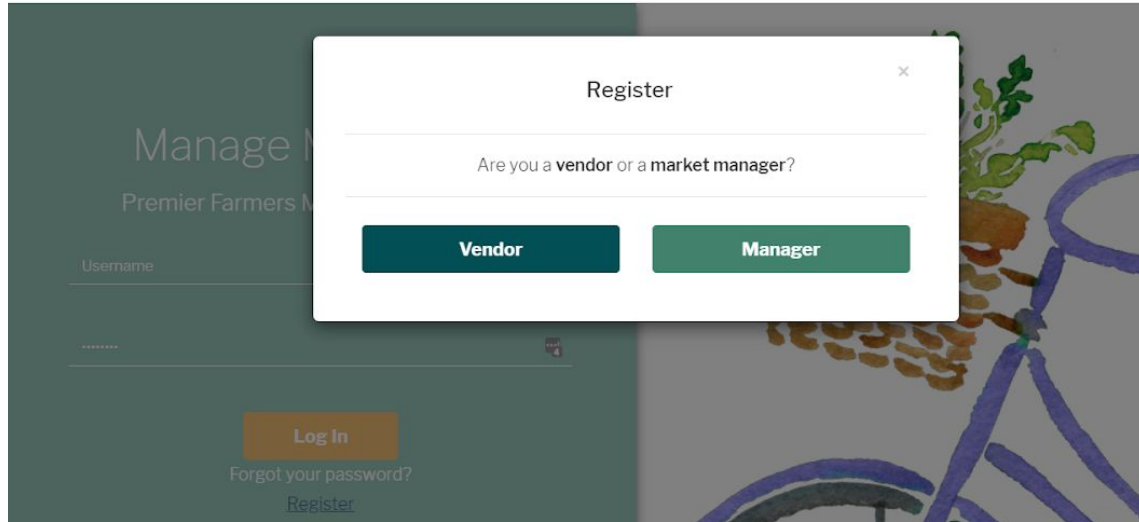 Register
×
Are you a vendor or a market manager?
Vendor
Manager
Manage
Premier Farmers
Username
Log In
Forgot your password?
Register